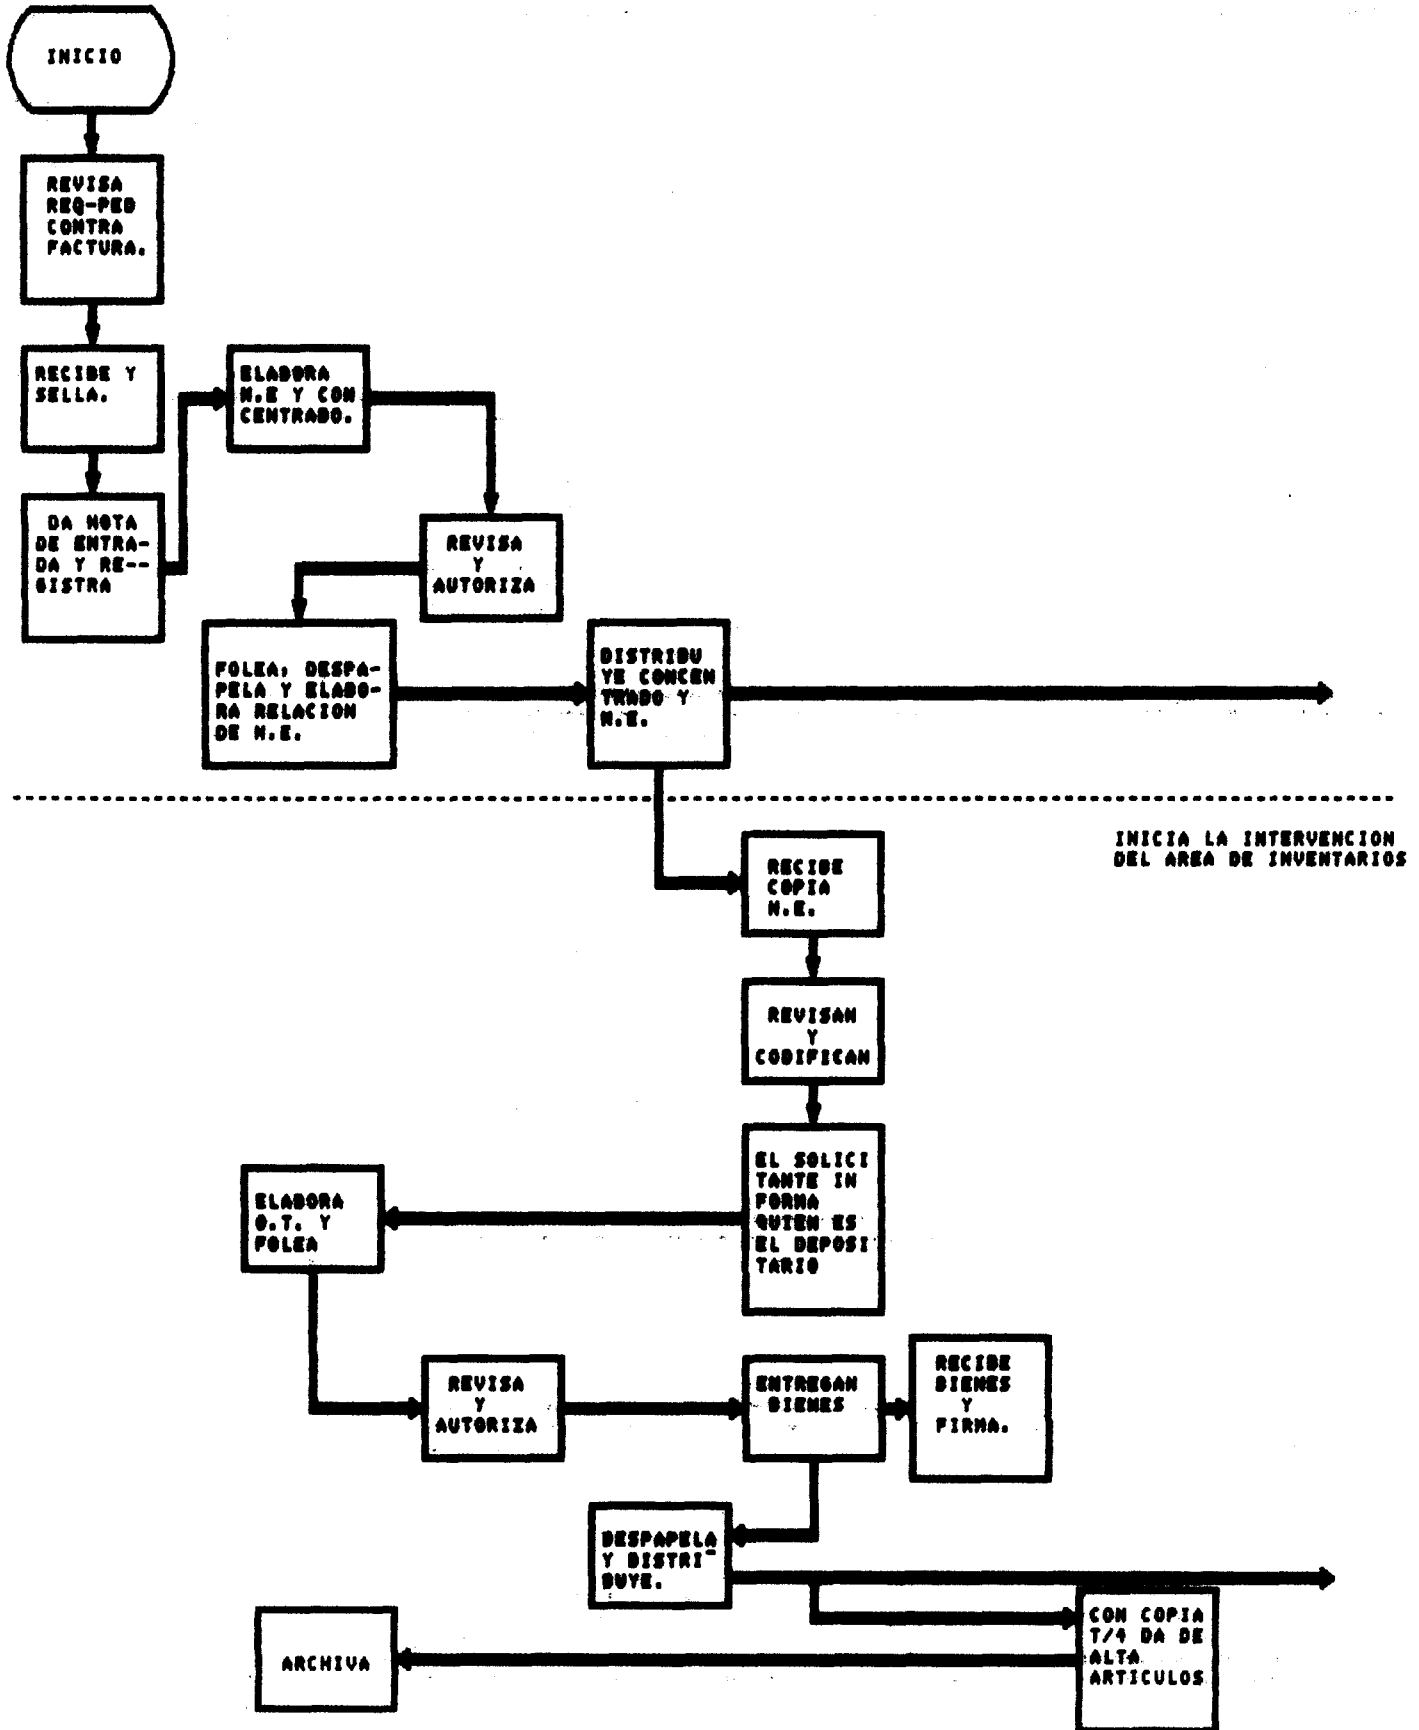 INICIO
REVISA
REQ-PED
CONTRA
FACTURA.
RECIBE Y
SELLA.
ELABORA
N.E Y CON
CENTRADO.
DA NOTA
DE ENTRA-
DA Y RE--
GISTRA
REVISA
Y
AUTORIZA
FOLEA, DESPA-
PELA Y ELABO-
RA RELACION
DE N.E.
DISTRIBU
YE CONCEN
TRADO Y
N.E.
INICIA LA INTERVENCION
DEL AREA DE INVENTARIOS
RECIBE
COPIA
N.E.
REVISAN
Y
CODIFICAN
EL SOLICI
TANTE IN
FORMA
QUIEN ES
EL DEPOSI
TARIO
ELABORA
O.T. Y
FOLEA
REVISA
Y
AUTORIZA
ENTREGAN
BIENES
RECIBE
BIENES
Y
FIRMA.
DESPAPELA
Y DISTRI-
BUYE.
CON COPIA
T/4 DA DE
ALTA
ARTICULOS
ARCHIVA